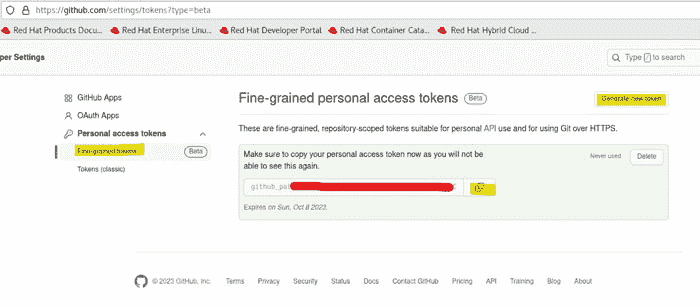 https://github.com/settings/tokens?type=beta
Red Hat Products Docu... Red Hat Enterprise Linu... Red Hat Developer Portal Red Hat Container Cata... Red Hat Hybrid Cloud ...
per Settings
Type / to search
GitHub Apps
OAuth Apps
Personal access tokens
Fine-grained tokens Beta
Tokens (classic)
Fine-grained personal access tokens Beta
Generate new token
These are fine-grained, repository-scoped tokens suitable for personal API use and for using Git over HTTPS.
Make sure to copy your personal access token now as you will not be
able to see this again.
Never used Delete
github_pat
Expires on Sun, Oct 8 2023.
© 2023 GitHub, Inc. Terms Privacy Security Status Docs Contact GitHub Pricing API Training Blog About